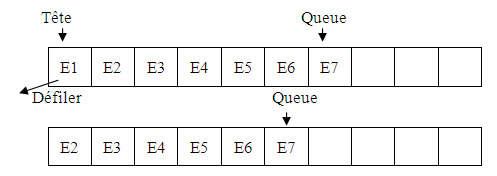 Tête Queue
E1 E2 E3 E4 E5 E6 E7
Défiler Queue
E2 E3 E4 E5 E6 E7